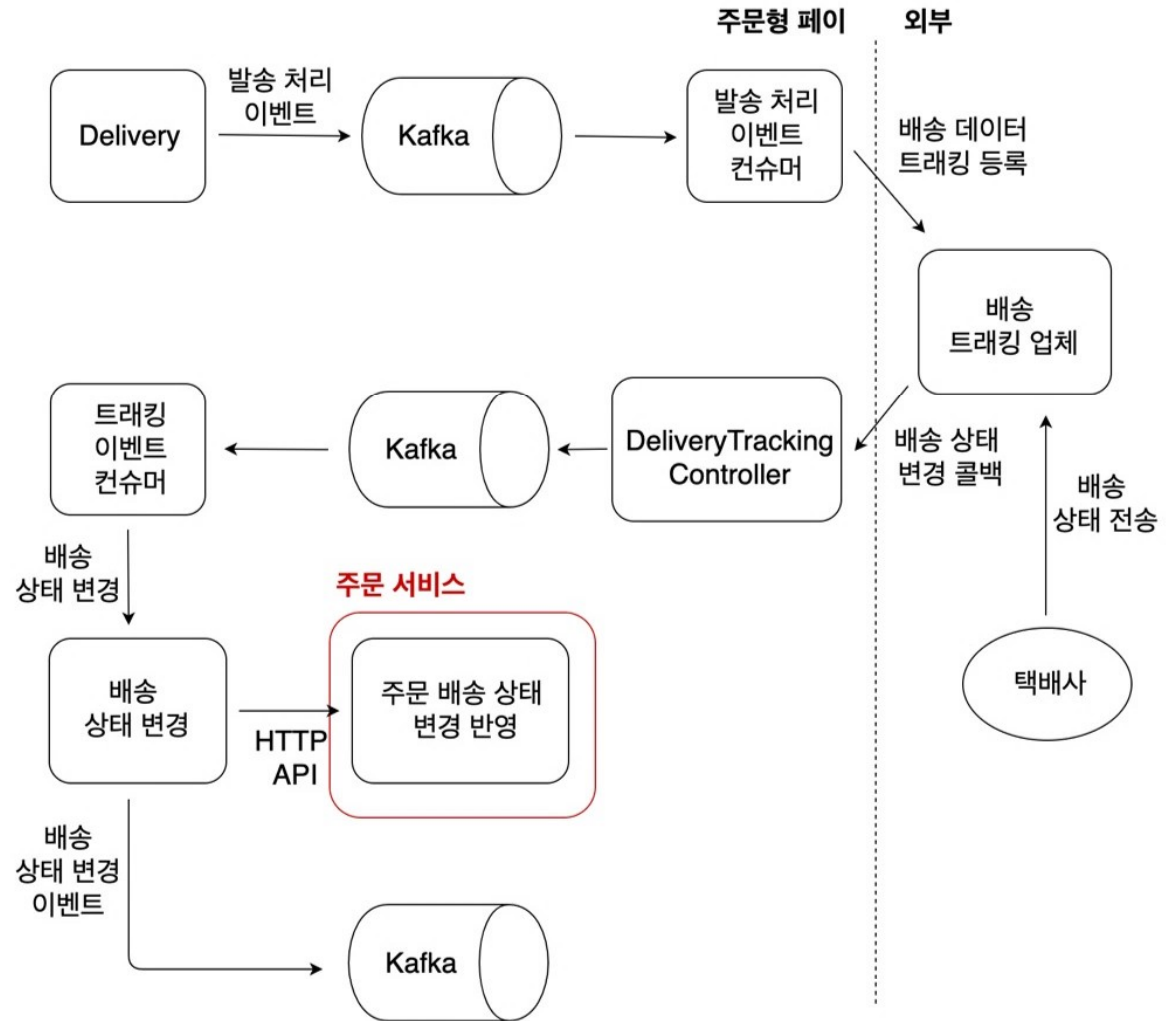 주문형 페이
외부
Delivery
발송 처리
이벤트
Kafka
발송 처리
이벤트
컨슈머
배송 데이터
트래킹 등록
배송
트래킹 업체
트래킹
이벤트
컨슈머
Kafka
DeliveryTracking
Controller
배송 상태
변경 콜백
배송
상태 전송
배송
상태 변경
주문 서비스
배송
상태 변경
HTTP
API
주문 배송 상태
변경 반영
택배사
배송
상태 변경
이벤트
Kafka